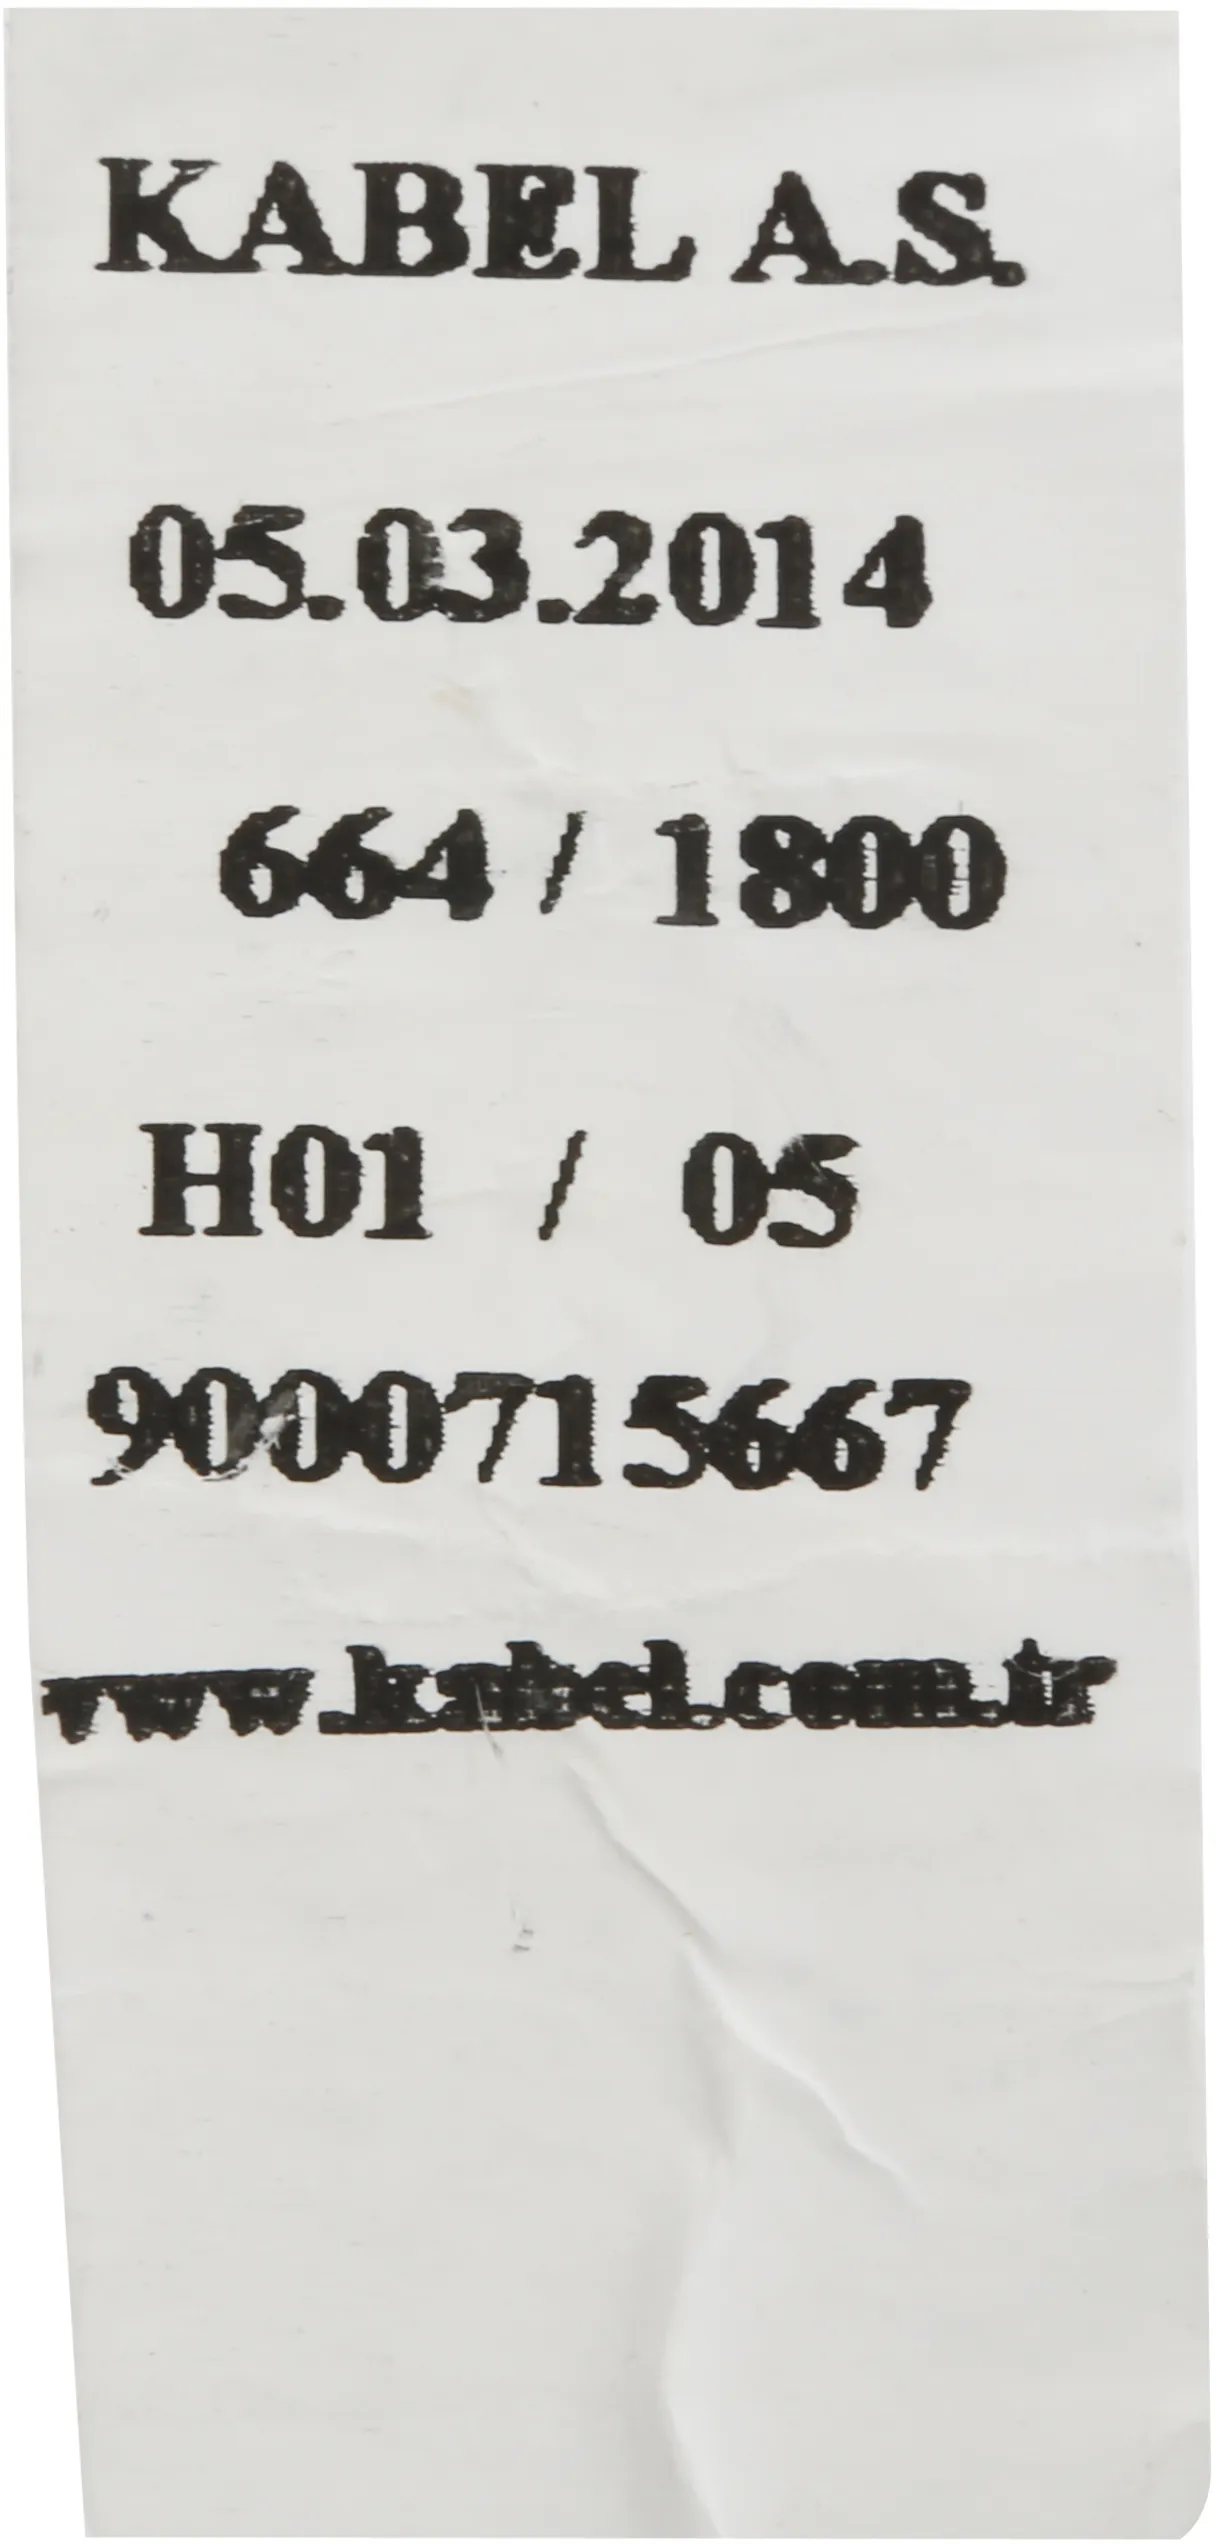 KABEL A.S.
05.03.2014
664 / 1800
H01 / 05
9000715667
www.kabel.com.tr